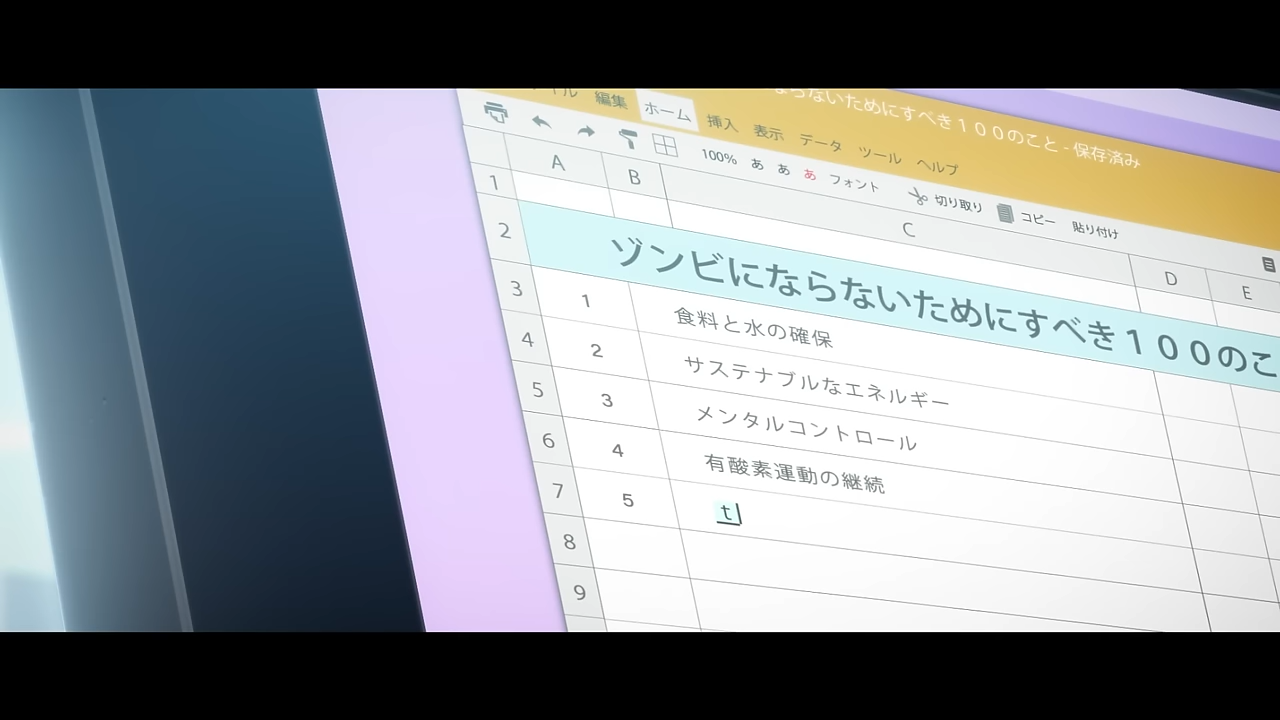 らないためにすべき１００のこと - 保存済み
イル 編集 ホーム 挿入 表示 データ ツール ヘルプ
100% あ あ あ フォント 切り取り コピー 貼り付け
A B C D E
1
2 ゾンビにならないためにすべき１００のこ
3 1 食料と水の確保
4 2 サステナブルなエネルギー
5 3 メンタルコントロール
6 4 有酸素運動の継続
7 5 t
8
9